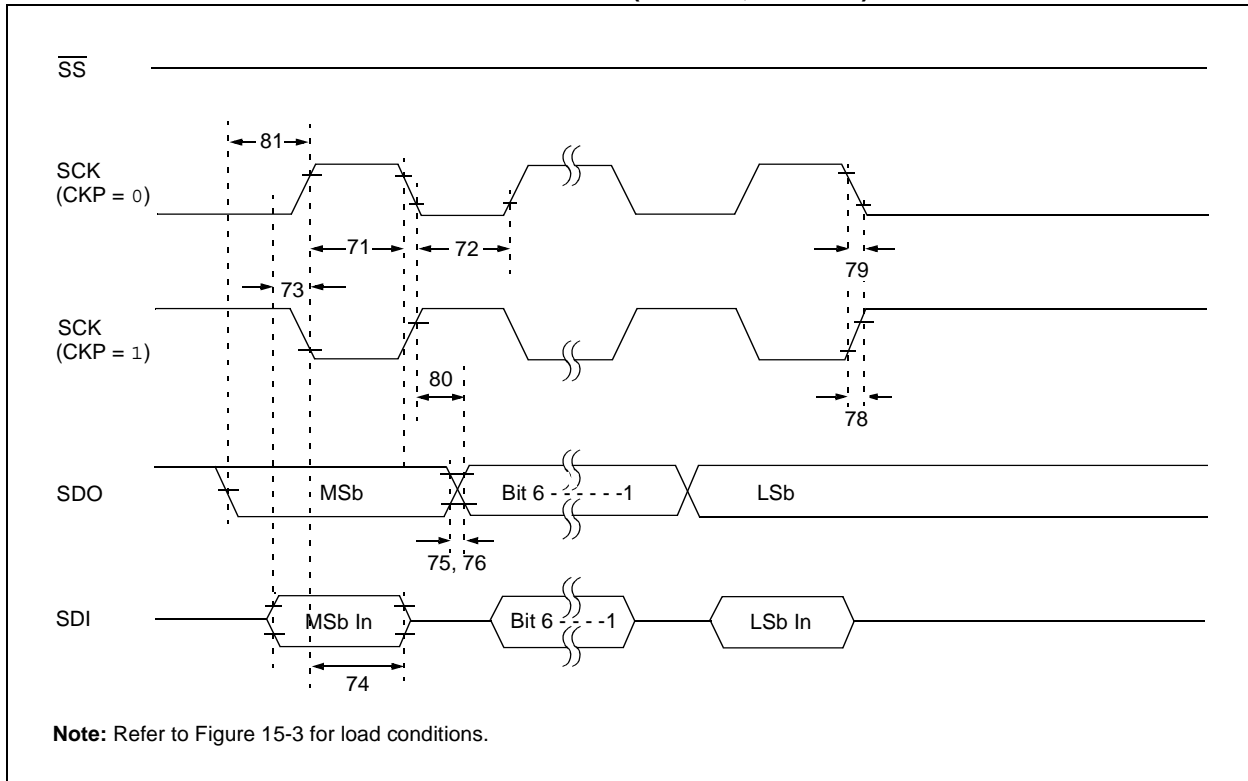 SS
81
SCK
(CKP = 0)
71
72
79
73
SCK
(CKP = 1)
80
78
SDO
MSb
Bit 6 - - - - - -1
LSb
75, 76
SDI
MSb In
Bit 6 - - - -1
LSb In
74
Note: Refer to Figure 15-3 for load conditions.